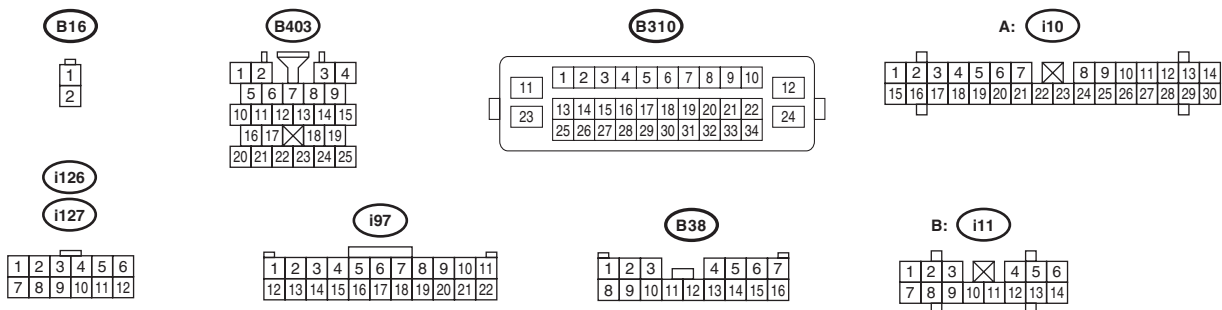 B16
B403
B310
A: i10
1
2
1 2 3 4
5 6 7 8 9
10 11 12 13 14 15
16 17 18 19
20 21 22 23 24 25
11 1 2 3 4 5 6 7 8 9 10 12
23 13 14 15 16 17 18 19 20 21 22 24
25 26 27 28 29 30 31 32 33 34
1 2 3 4 5 6 7 8 9 10 11 12 13 14
15 16 17 18 19 20 21 22 23 24 25 26 27 28 29 30
i126
i127
i97
B38
B: i11
1 2 3 4 5 6
7 8 9 10 11 12
1 2 3 4 5 6 7 8 9 10 11
12 13 14 15 16 17 18 19 20 21 22
1 2 3 4 5 6 7
8 9 10 11 12 13 14 15 16
1 2 3 4 5 6
7 8 9 10 11 12 13 14